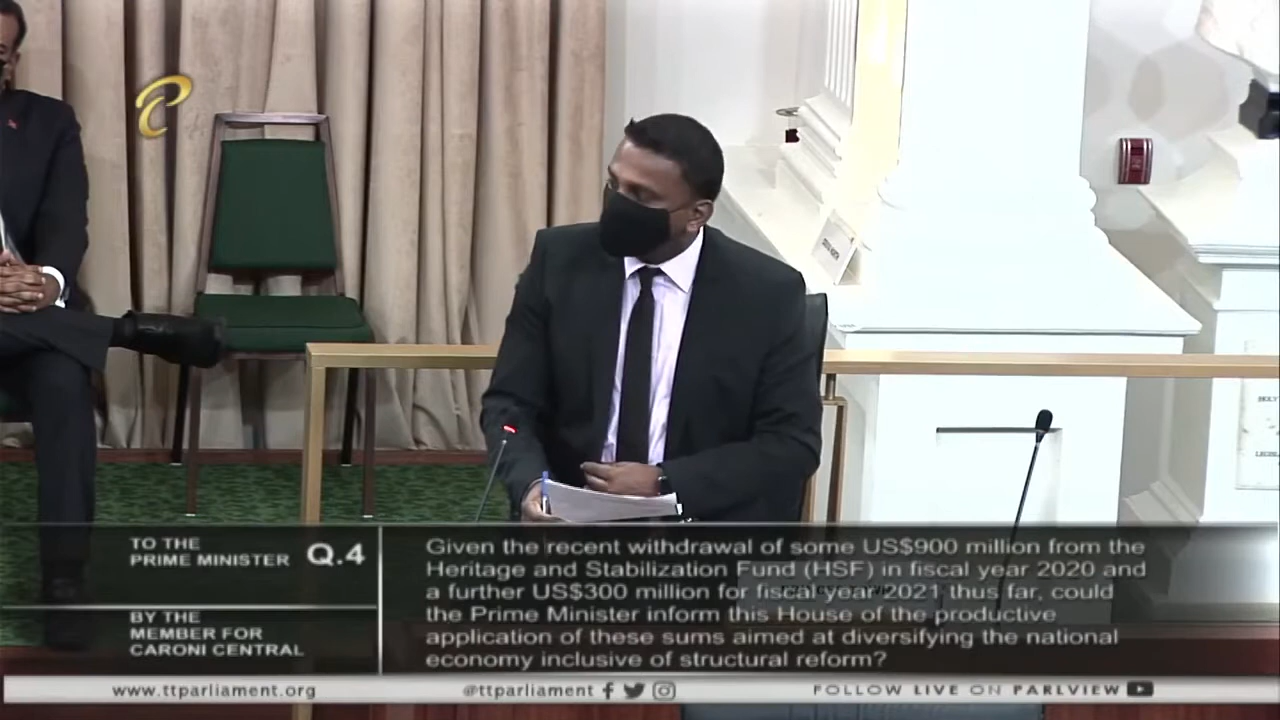 TO THE
PRIME MINISTER Q.4
BY THE
MEMBER FOR
CARONI CENTRAL
Given the recent withdrawal of some US$900 million from the
Heritage and Stabilization Fund (HSF) in fiscal year 2020 and
a further US$300 million for fiscal year 2021 thus far, could
the Prime Minister inform this House of the productive
application of these sums aimed at diversifying the national
economy inclusive of structural reform?
www.ttparliament.org
@ttparliament
FOLLOW LIVE ON PARLVIEW